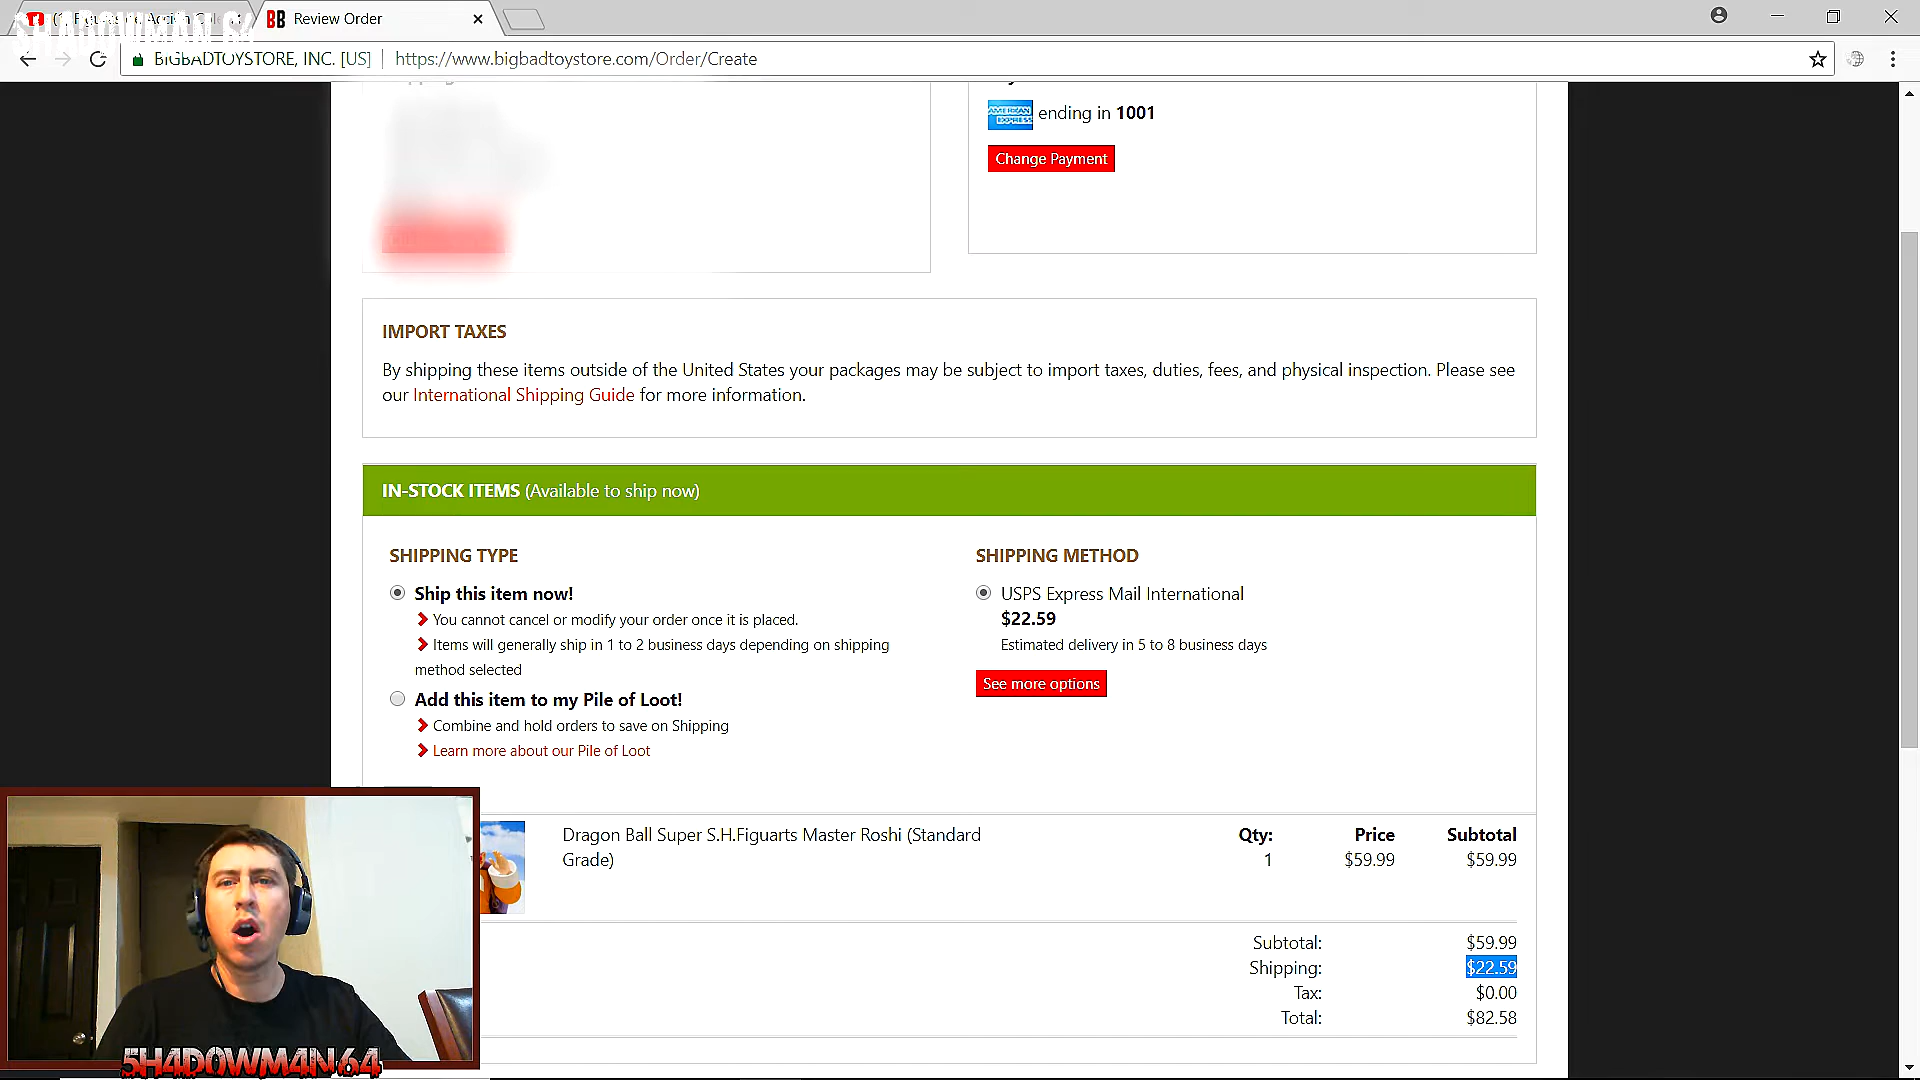 SHADOWMAN 64
BB Review Order
BIGBADTOYSTORE, INC. [US] https://www.bigbadtoystore.com/Order/Create
AMERICAN EXPRESS ending in 1001
Change Payment
IMPORT TAXES
By shipping these items outside of the United States your packages may be subject to import taxes, duties, fees, and physical inspection. Please see
our International Shipping Guide for more information.
IN-STOCK ITEMS (Available to ship now)
SHIPPING TYPE
Ship this item now!
You cannot cancel or modify your order once it is placed.
Items will generally ship in 1 to 2 business days depending on shipping
method selected
Add this item to my Pile of Loot!
Combine and hold orders to save on Shipping
Learn more about our Pile of Loot
SHIPPING METHOD
USPS Express Mail International
$22.59
Estimated delivery in 5 to 8 business days
See more options
Dragon Ball Super S.H.Figuarts Master Roshi (Standard
Grade)
Qty: Price Subtotal
1 $59.99 $59.99
Subtotal: $59.99
Shipping: $22.59
Tax: $0.00
Total: $82.58
5H4D0WM4N64